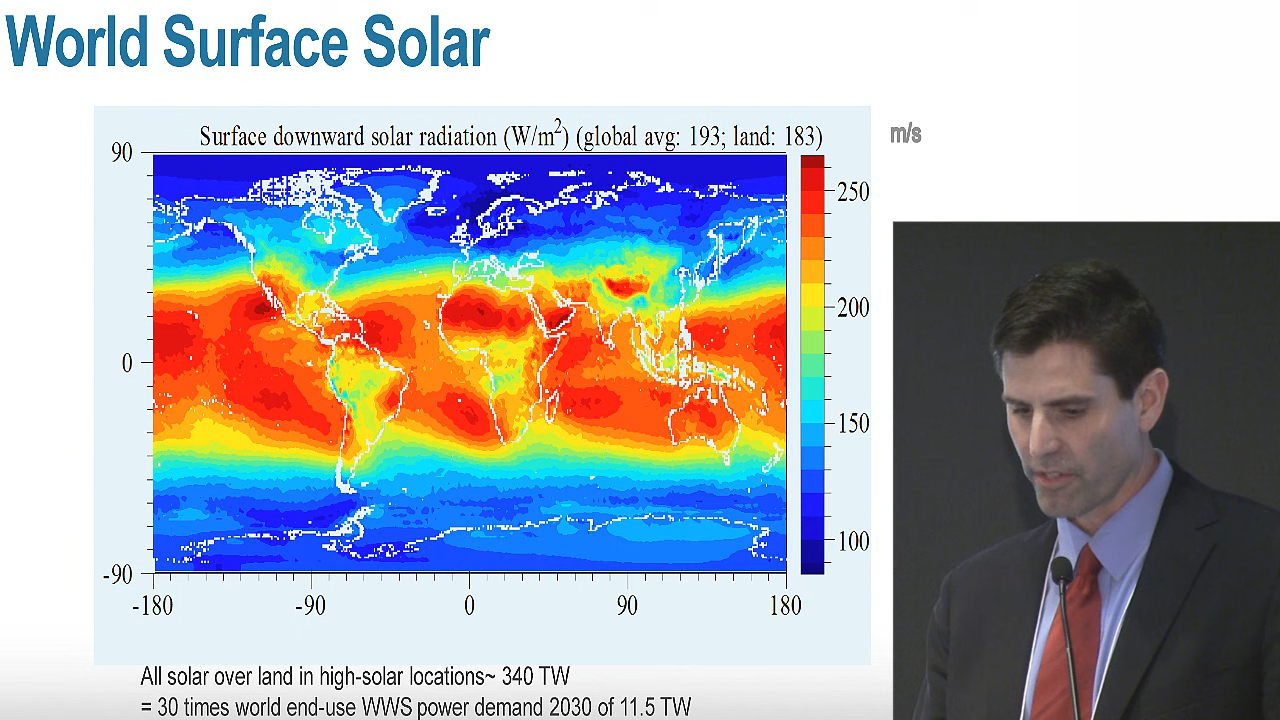 World Surface Solar
Surface downward solar radiation (W/m²) (global avg: 193; land: 183)
m/s
90
0
-90
-180
-90
0
90
180
250
200
150
100
All solar over land in high-solar locations~ 340 TW
= 30 times world end-use WWS power demand 2030 of 11.5 TW